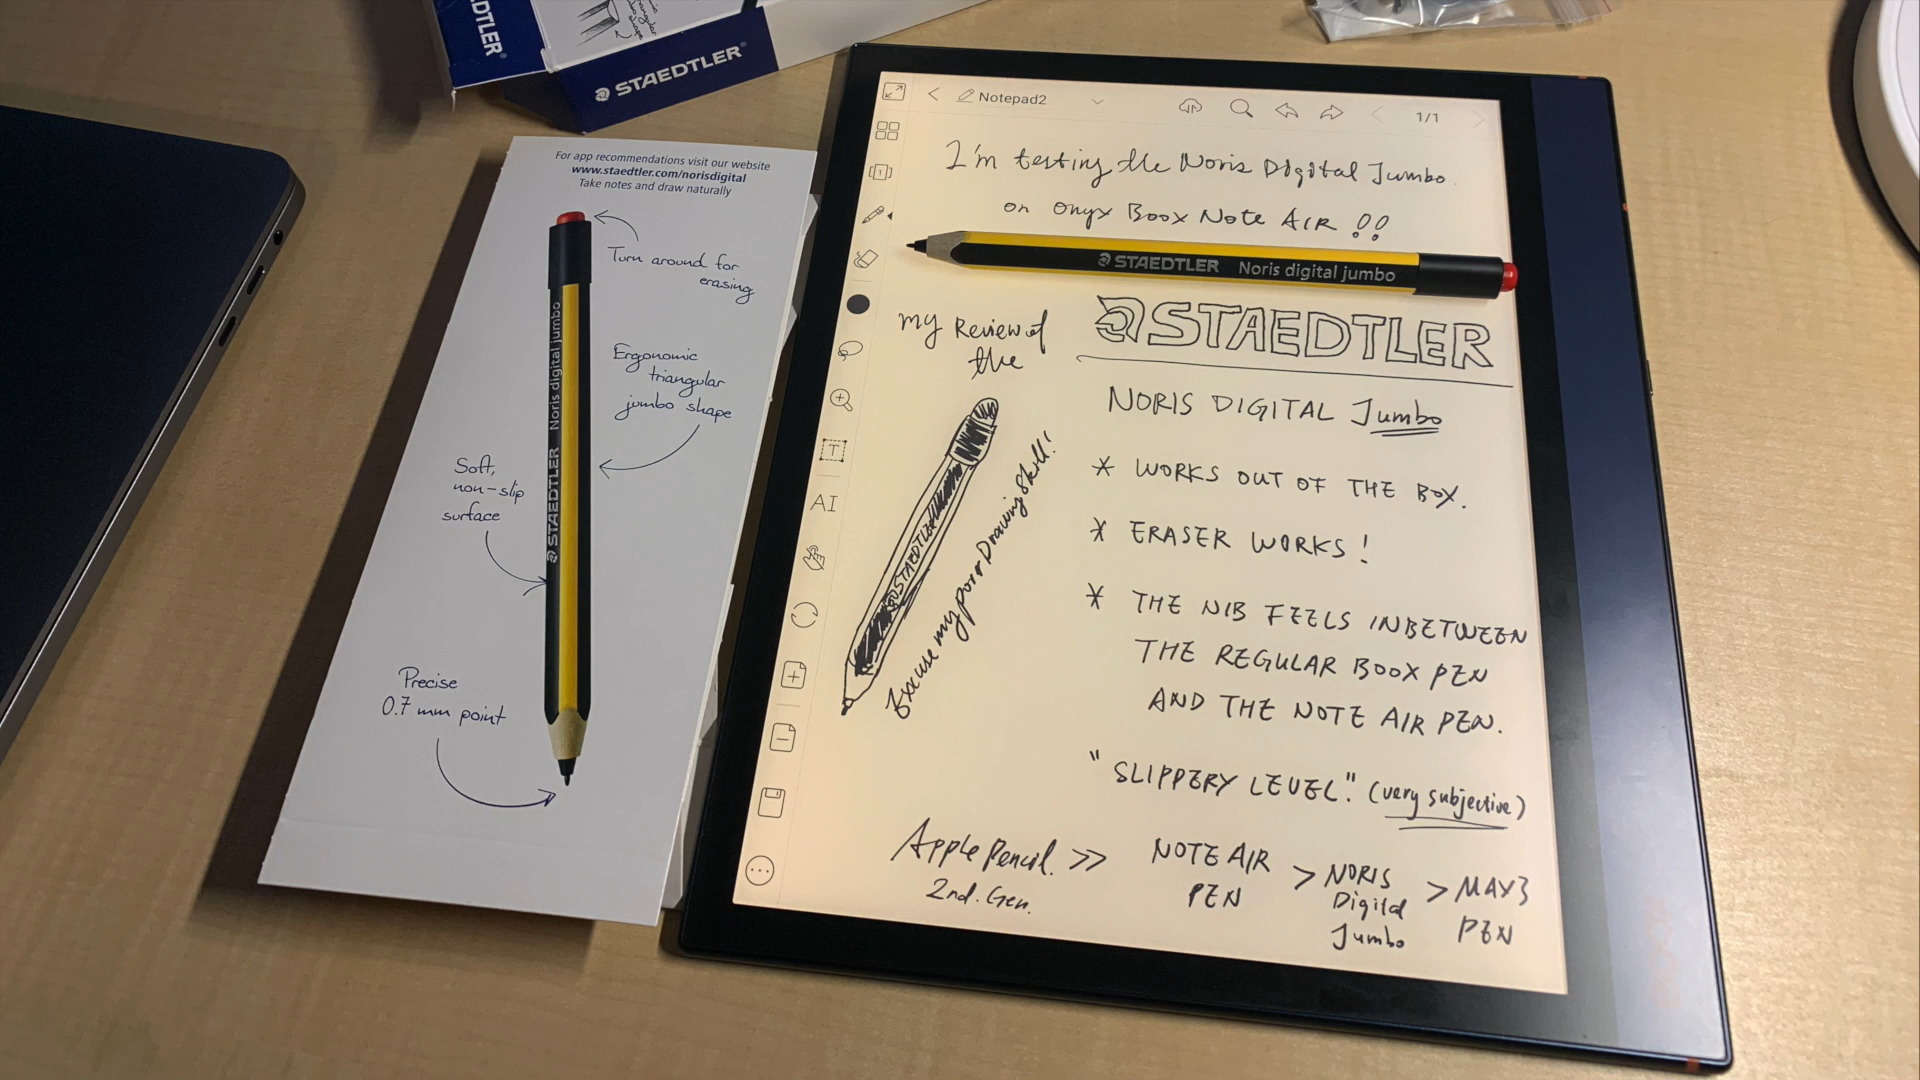 STAEDTLER
STAEDTLER
For app recommendations visit our website
www.staedtler.com/norisdigital
Take notes and draw naturally
Turn around for
erasing
Ergonomic
triangular
jumbo shape
Soft,
non-slip
surface
Precise
0.7 mm point
STAEDTLER Noris digital jumbo
Notepad2
1/1
I'm testing the Noris Digital Jumbo
on Onyx Boox Note AIR !!
STAEDTLER Noris digital jumbo
My Review of
the
STAEDTLER
NORIS DIGITAL Jumbo
* WORKS OUT OF THE BOX.
* ERASER WORKS!
* THE NIB FEELS INBETWEEN
THE REGULAR BOOX PEN
AND THE NOTE AIR PEN.
STAEDTLER
Excuse my poor Drawing Skill!
"SLIPPERY LEVEL." (very subjective)
Apple Pencil. >> NOTE AIR > NORIS > MAX3
2nd. Gen. PEN Digital PEN
Jumbo
T
AI